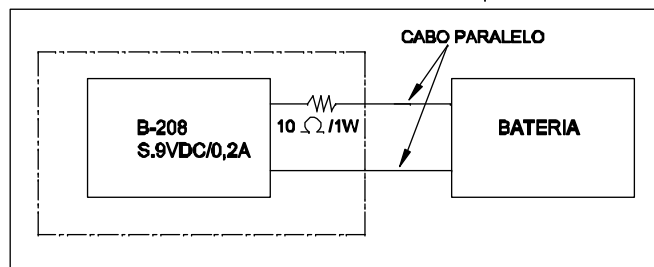 CABO PARALELO
B-208
S.9VDC/0,2A
10 Ω /1W
BATERIA